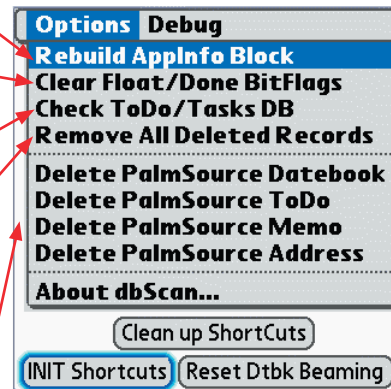 Options Debug
Rebuild AppInfo Block
Clear Float/Done BitFlags
Check ToDo/Tasks DB
Remove All Deleted Records
Delete PalmSource Datebook
Delete PalmSource ToDo
Delete PalmSource Memo
Delete PalmSource Address
About dbScan...
Clean up ShortCuts
INIT Shortcuts Reset Dtbk Beaming